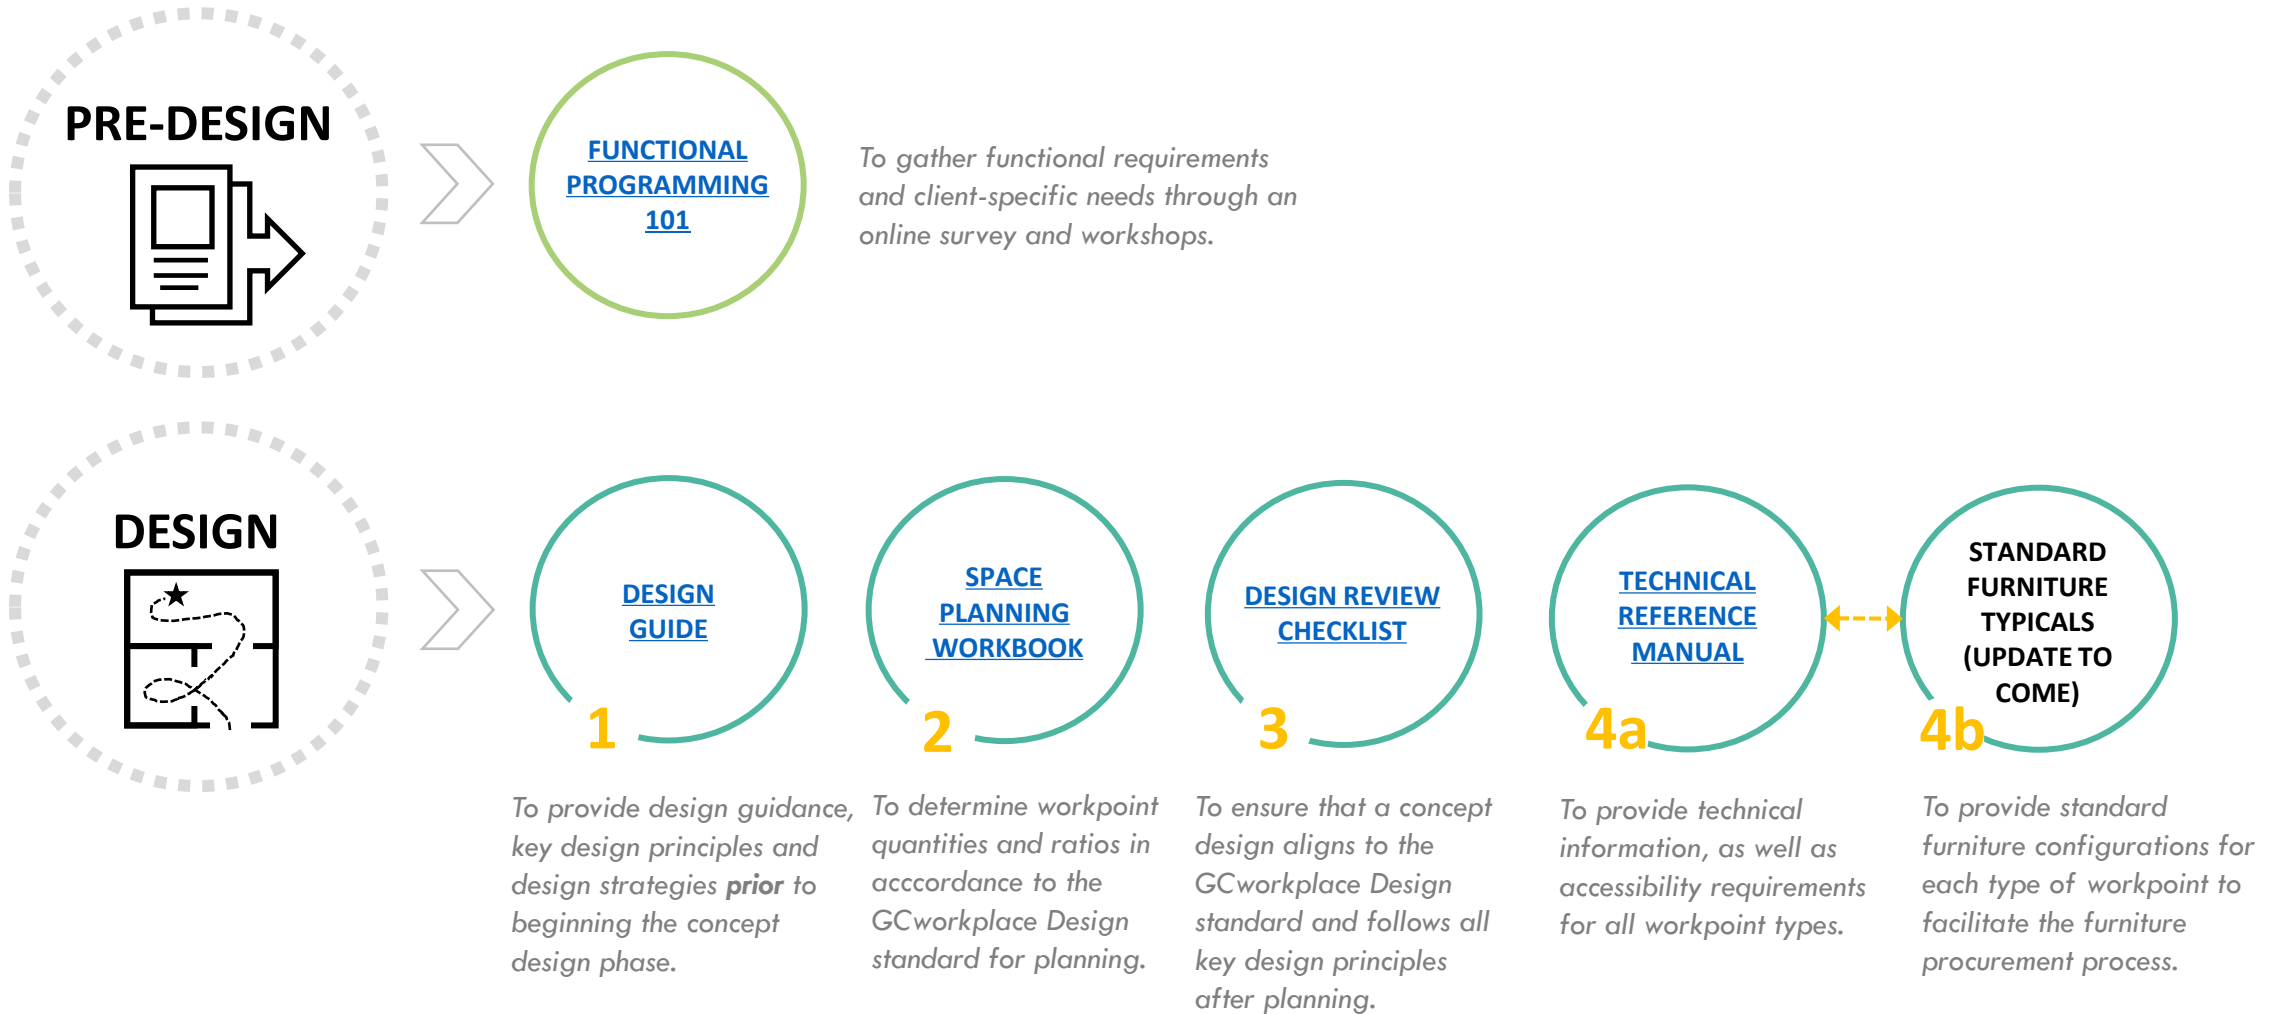 PRE-DESIGN
FUNCTIONAL
PROGRAMMING
101
To gather functional requirements
and client-specific needs through an
online survey and workshops.
DESIGN
DESIGN
GUIDE
1
To provide design guidance,
key design principles and
design strategies prior to
beginning the concept
design phase.
SPACE
PLANNING
WORKBOOK
2
To determine workpoint
quantities and ratios in
acccordance to the
GCworkplace Design
standard for planning.
DESIGN REVIEW
CHECKLIST
3
To ensure that a concept
design aligns to the
GCworkplace Design
standard and follows all
key design principles
after planning.
TECHNICAL
REFERENCE
MANUAL
4a
To provide technical
information, as well as
accessibility requirements
for all workpoint types.
STANDARD
FURNITURE
TYPICALS
(UPDATE TO
COME)
4b
To provide standard
furniture configurations for
each type of workpoint to
facilitate the furniture
procurement process.